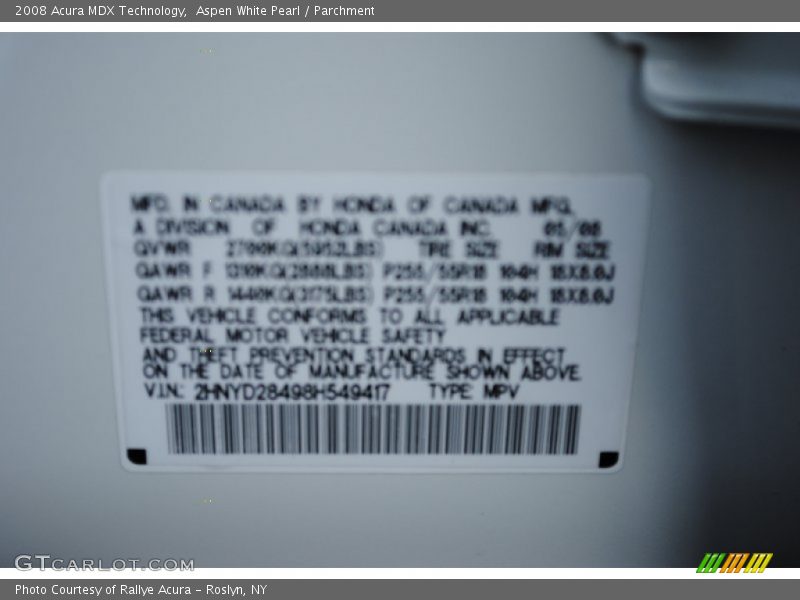 2008 Acura MDX Technology, Aspen White Pearl / Parchment
MFD. IN CANADA BY HONDA OF CANADA MFG.,
A DIVISION OF HONDA CANADA INC. 05/08
GVWR 2700KG(5952LBS) TIRE SIZE RIM SIZE
GAWR F 1310KG(2888LBS) P255/55R18 104H 18X8.0J
GAWR R 1440KG(3175LBS) P255/55R18 104H 18X8.0J
THIS VEHICLE CONFORMS TO ALL APPLICABLE
FEDERAL MOTOR VEHICLE SAFETY
AND THEFT PREVENTION STANDARDS IN EFFECT
ON THE DATE OF MANUFACTURE SHOWN ABOVE.
V.I.N.: 2HNYD28498H549417 TYPE: MPV
GTCARLOT.COM
Photo Courtesy of Rallye Acura – Roslyn, NY